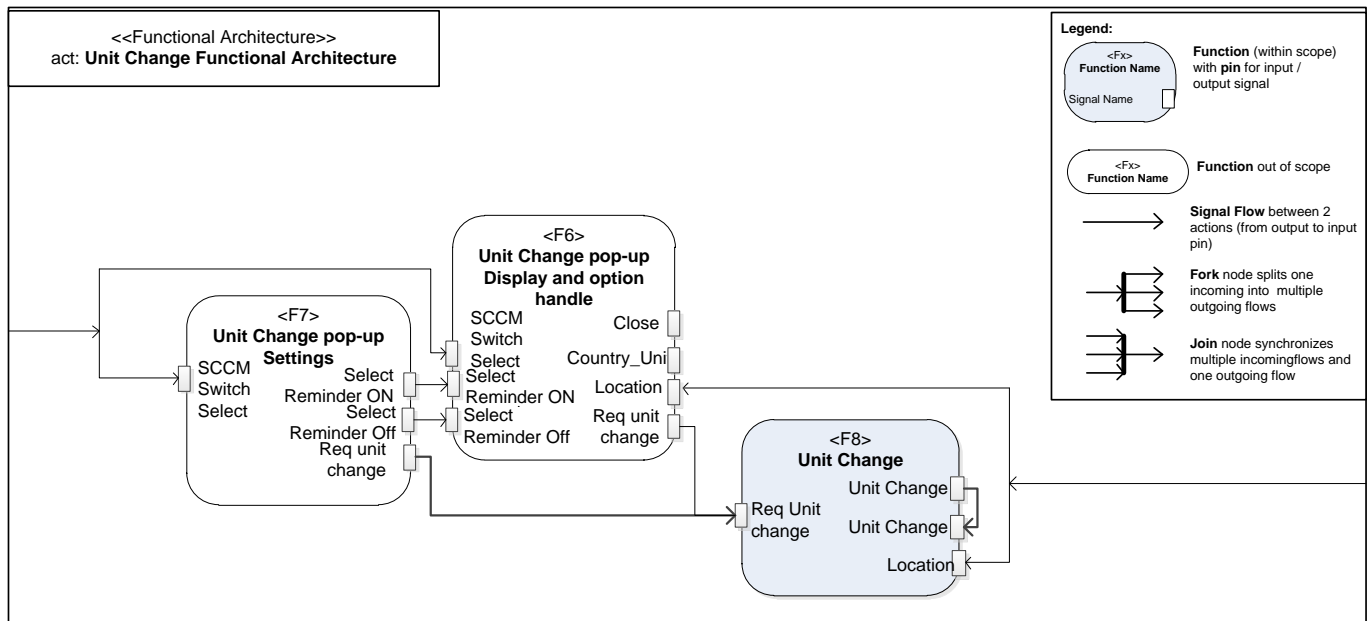 <<Functional Architecture>>
act: Unit Change Functional Architecture
Legend:
<Fx>
Function Name
Signal Name
Function (within scope)
with pin for input /
output signal
<Fx>
Function Name
Function out of scope
Signal Flow between 2
actions (from output to input
pin)
Fork node splits one
incoming into multiple
outgoing flows
Join node synchronizes
multiple incomingflows and
one outgoing flow
<F7>
Unit Change pop-up
Settings
SCCM
Switch
Select
Select
Reminder ON
Select
Reminder Off
Req unit
change
<F6>
Unit Change pop-up
Display and option
handle
SCCM
Switch
Select
Select
Reminder ON
Select
Reminder Off
Close
Country_Uni
Location
Req unit
change
<F8>
Unit Change
Req Unit
change
Unit Change
Unit Change
Location